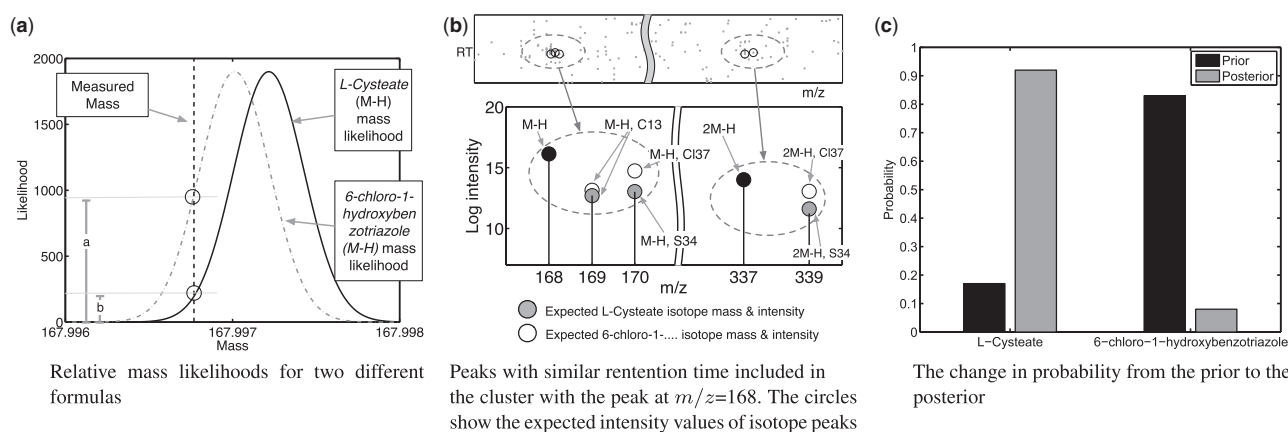 (a)
2000
1500
1000
500
0
Likelihood
Measured
Mass
L-Cysteate
(M-H)
mass
likelihood
6-chloro-1-
hydroxyben
zotriazole
(M-H) mass
likelihood
a
b
167.996
167.997
167.998
Mass
Relative mass likelihoods for two different
formulas
(b)
RT
m/z
20
15
10
Log intensity
M-H
M-H, C13
M-H, Cl37
M-H, S34
2M-H
2M-H, Cl37
2M-H, S34
168
169
170
337
339
m/z
Expected L-Cysteate isotope mass & intensity
Expected 6-chloro-1-.... isotope mass & intensity
Peaks with similar rentention time included in
the cluster with the peak at m/z=168. The circles
show the expected intensity values of isotope peaks
(c)
1
0.9
0.8
0.7
0.6
0.5
0.4
0.3
0.2
0.1
0
Probability
Prior
Posterior
L-Cysteate
6-chloro-1-hydroxybenzotriazole
The change in probability from the prior to the
posterior